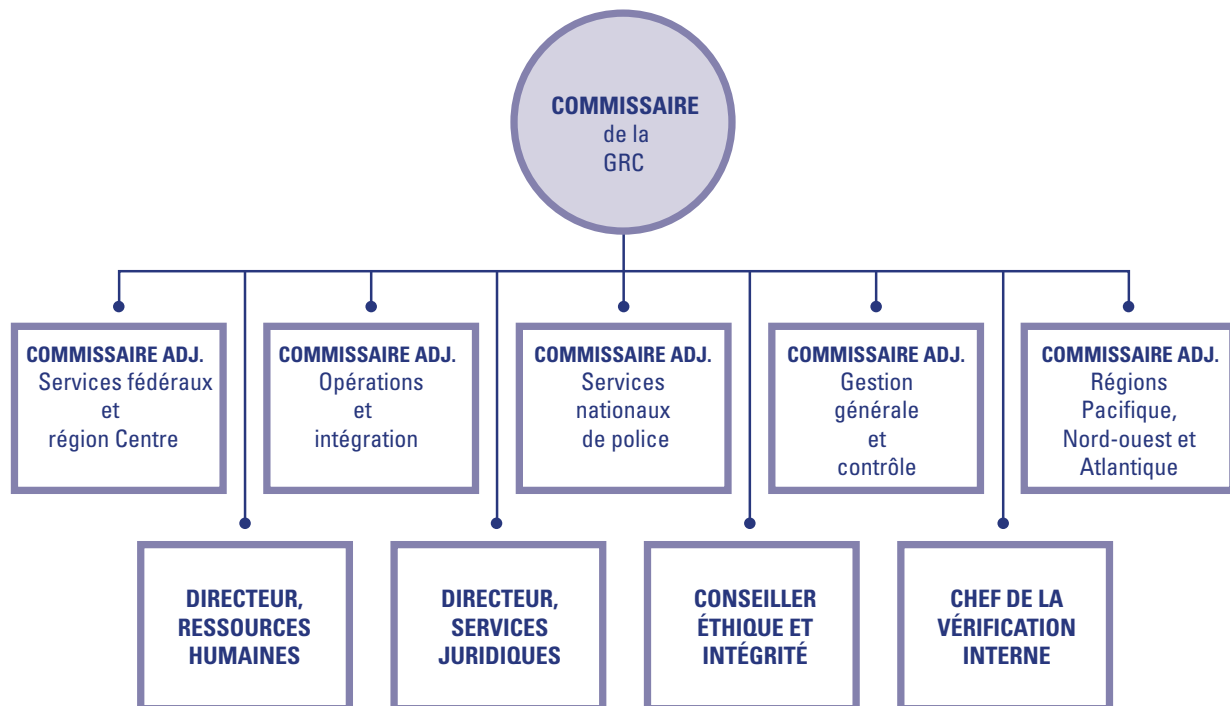 COMMISSAIRE
de la
GRC
COMMISSAIRE ADJ.
Services fédéraux
et
région Centre
COMMISSAIRE ADJ.
Opérations
et
intégration
COMMISSAIRE ADJ.
Services
nationaux
de police
COMMISSAIRE ADJ.
Gestion
générale
et
contrôle
COMMISSAIRE ADJ.
Régions
Pacifique,
Nord-ouest et
Atlantique
DIRECTEUR,
RESSOURCES
HUMAINES
DIRECTEUR,
SERVICES
JURIDIQUES
CONSEILLER
ÉTHIQUE ET
INTÉGRITÉ
CHEF DE LA
VÉRIFICATION
INTERNE